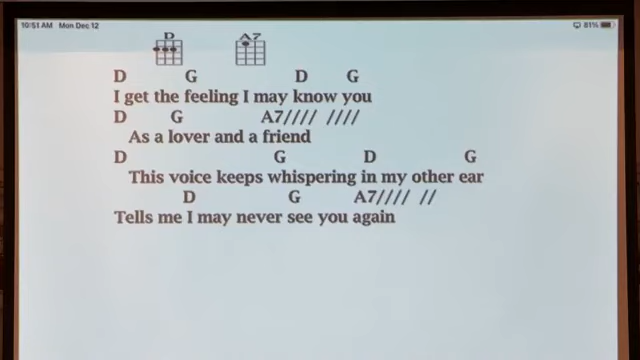 10:51 AM Mon Dec 12 81%
D A7
D G D G
I get the feeling I may know you
D G A7//// ////
As a lover and a friend
D G D G
This voice keeps whispering in my other ear
D G A7//// //
Tells me I may never see you again